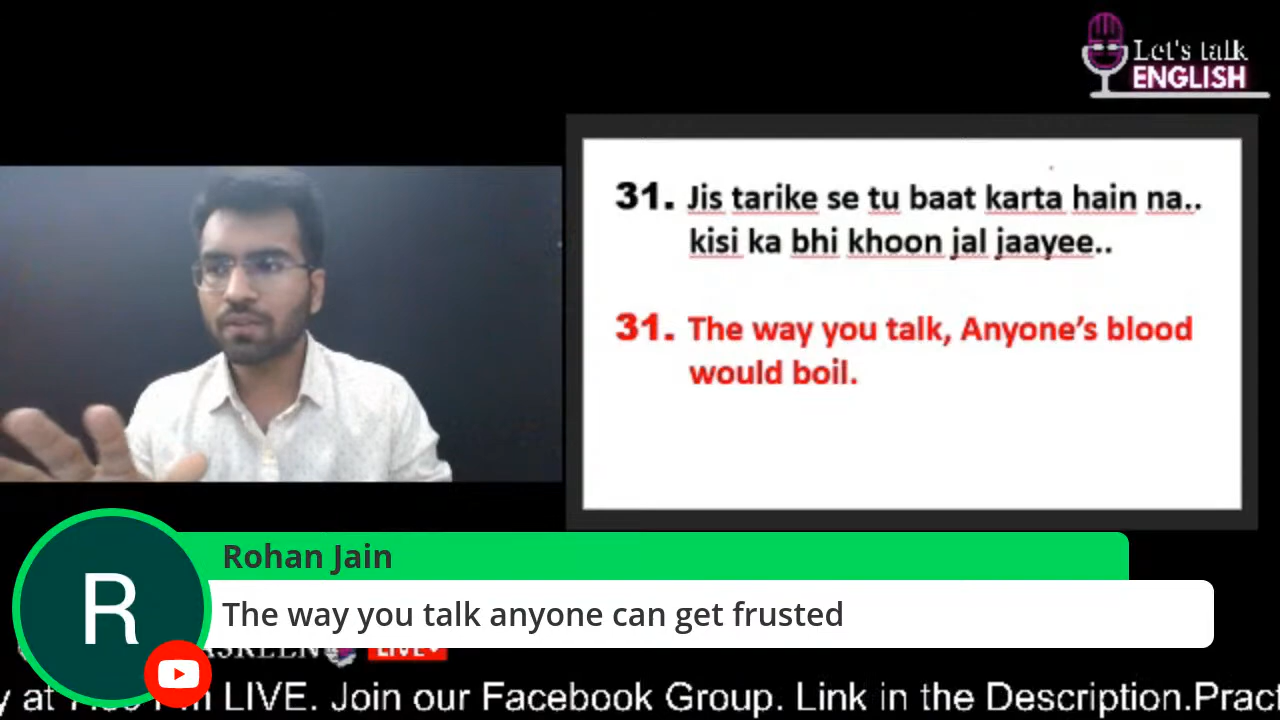 Let's talk
ENGLISH
31. Jis tarike se tu baat karta hain na..
kisi ka bhi khoon jal jaayee..
31. The way you talk, Anyone's blood
would boil.
Rohan Jain
R
The way you talk anyone can get frusted
LIVE
y at LIVE. Join our Facebook Group. Link in the Description.Pract